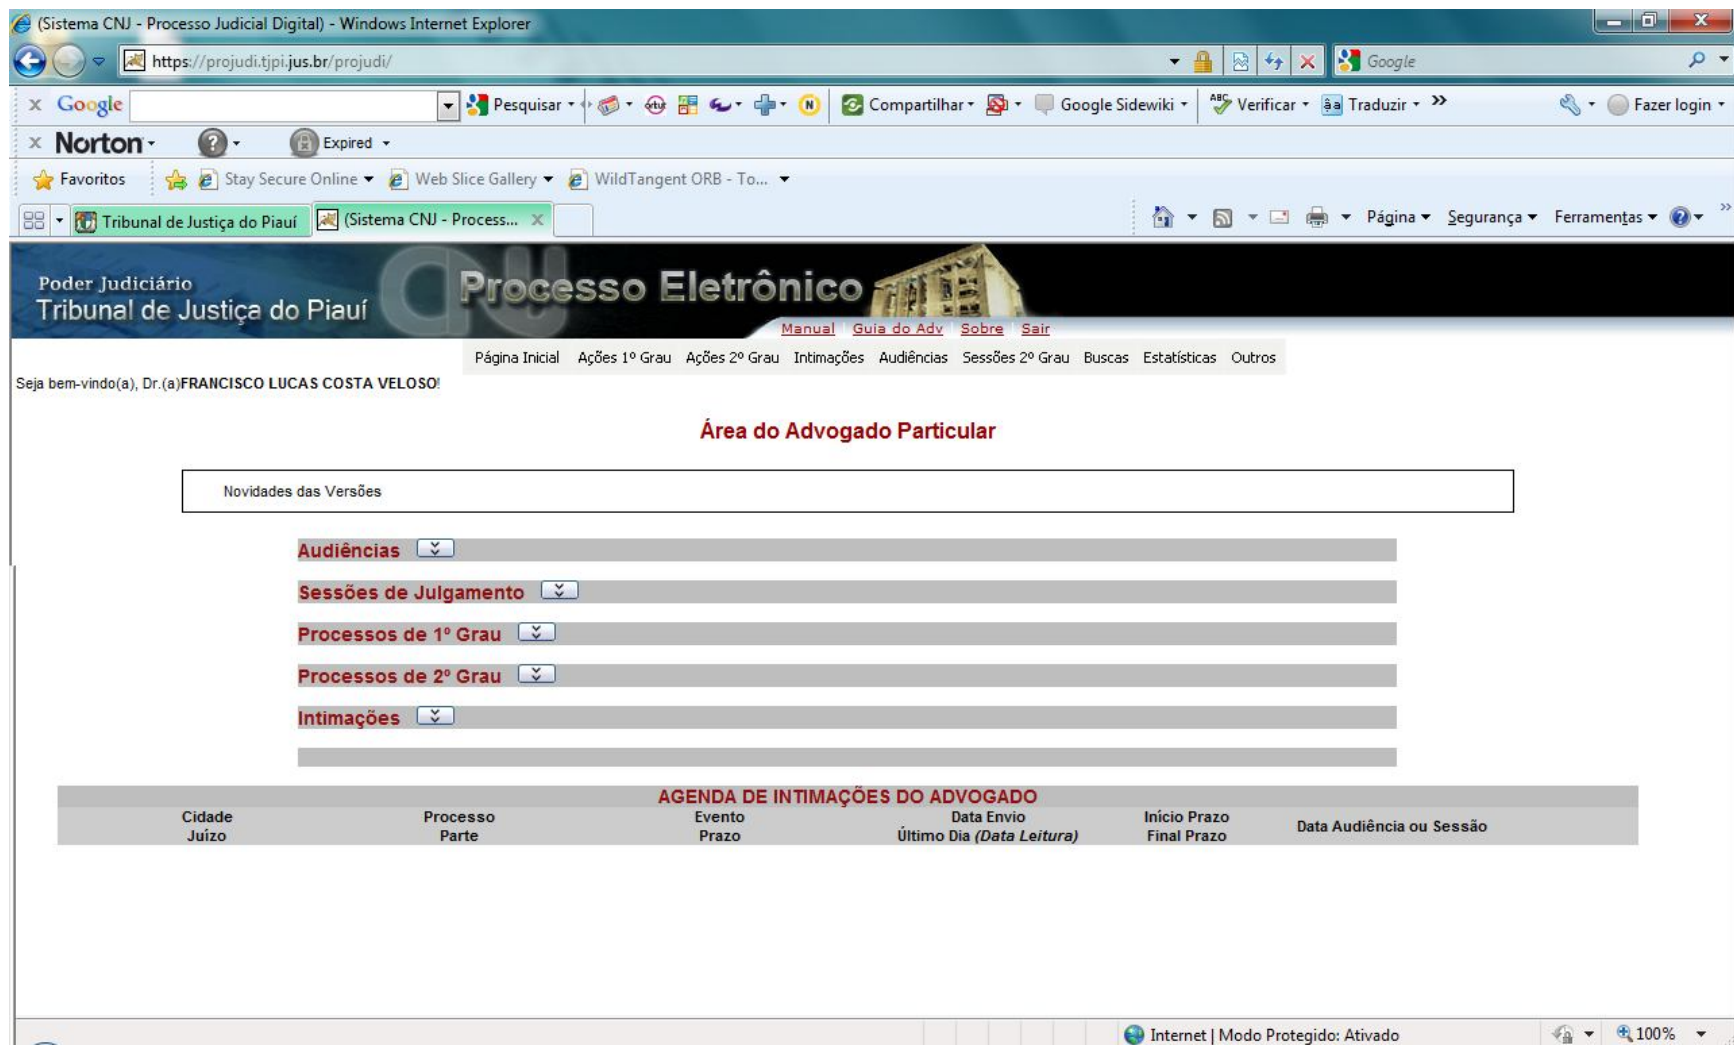 (Sistema CNJ - Processo Judicial Digital) - Windows Internet Explorer
https://projudi.tjpi.jus.br/projudi/
Google
x Google Pesquisar Compartilhar Google Sidewiki Verificar Traduzir Fazer login
x Norton Expired
Favoritos Stay Secure Online Web Slice Gallery WildTangent ORB - To...
Tribunal de Justiça do Piauí (Sistema CNJ - Process... x Página Segurança Ferramentas
Poder Judiciário
Tribunal de Justiça do Piauí
Processo Eletrônico
Manual Guia do Adv Sobre Sair
Página Inicial Ações 1º Grau Ações 2º Grau Intimações Audiências Sessões 2º Grau Buscas Estatísticas Outros
Seja bem-vindo(a), Dr.(a)FRANCISCO LUCAS COSTA VELOSO!
Área do Advogado Particular
Novidades das Versões
Audiências
Sessões de Julgamento
Processos de 1º Grau
Processos de 2º Grau
Intimações
AGENDA DE INTIMAÇÕES DO ADVOGADO
Cidade Processo Evento Data Envio Início Prazo Data Audiência ou Sessão
Juízo Parte Prazo Último Dia (Data Leitura) Final Prazo
Internet | Modo Protegido: Ativado 100%